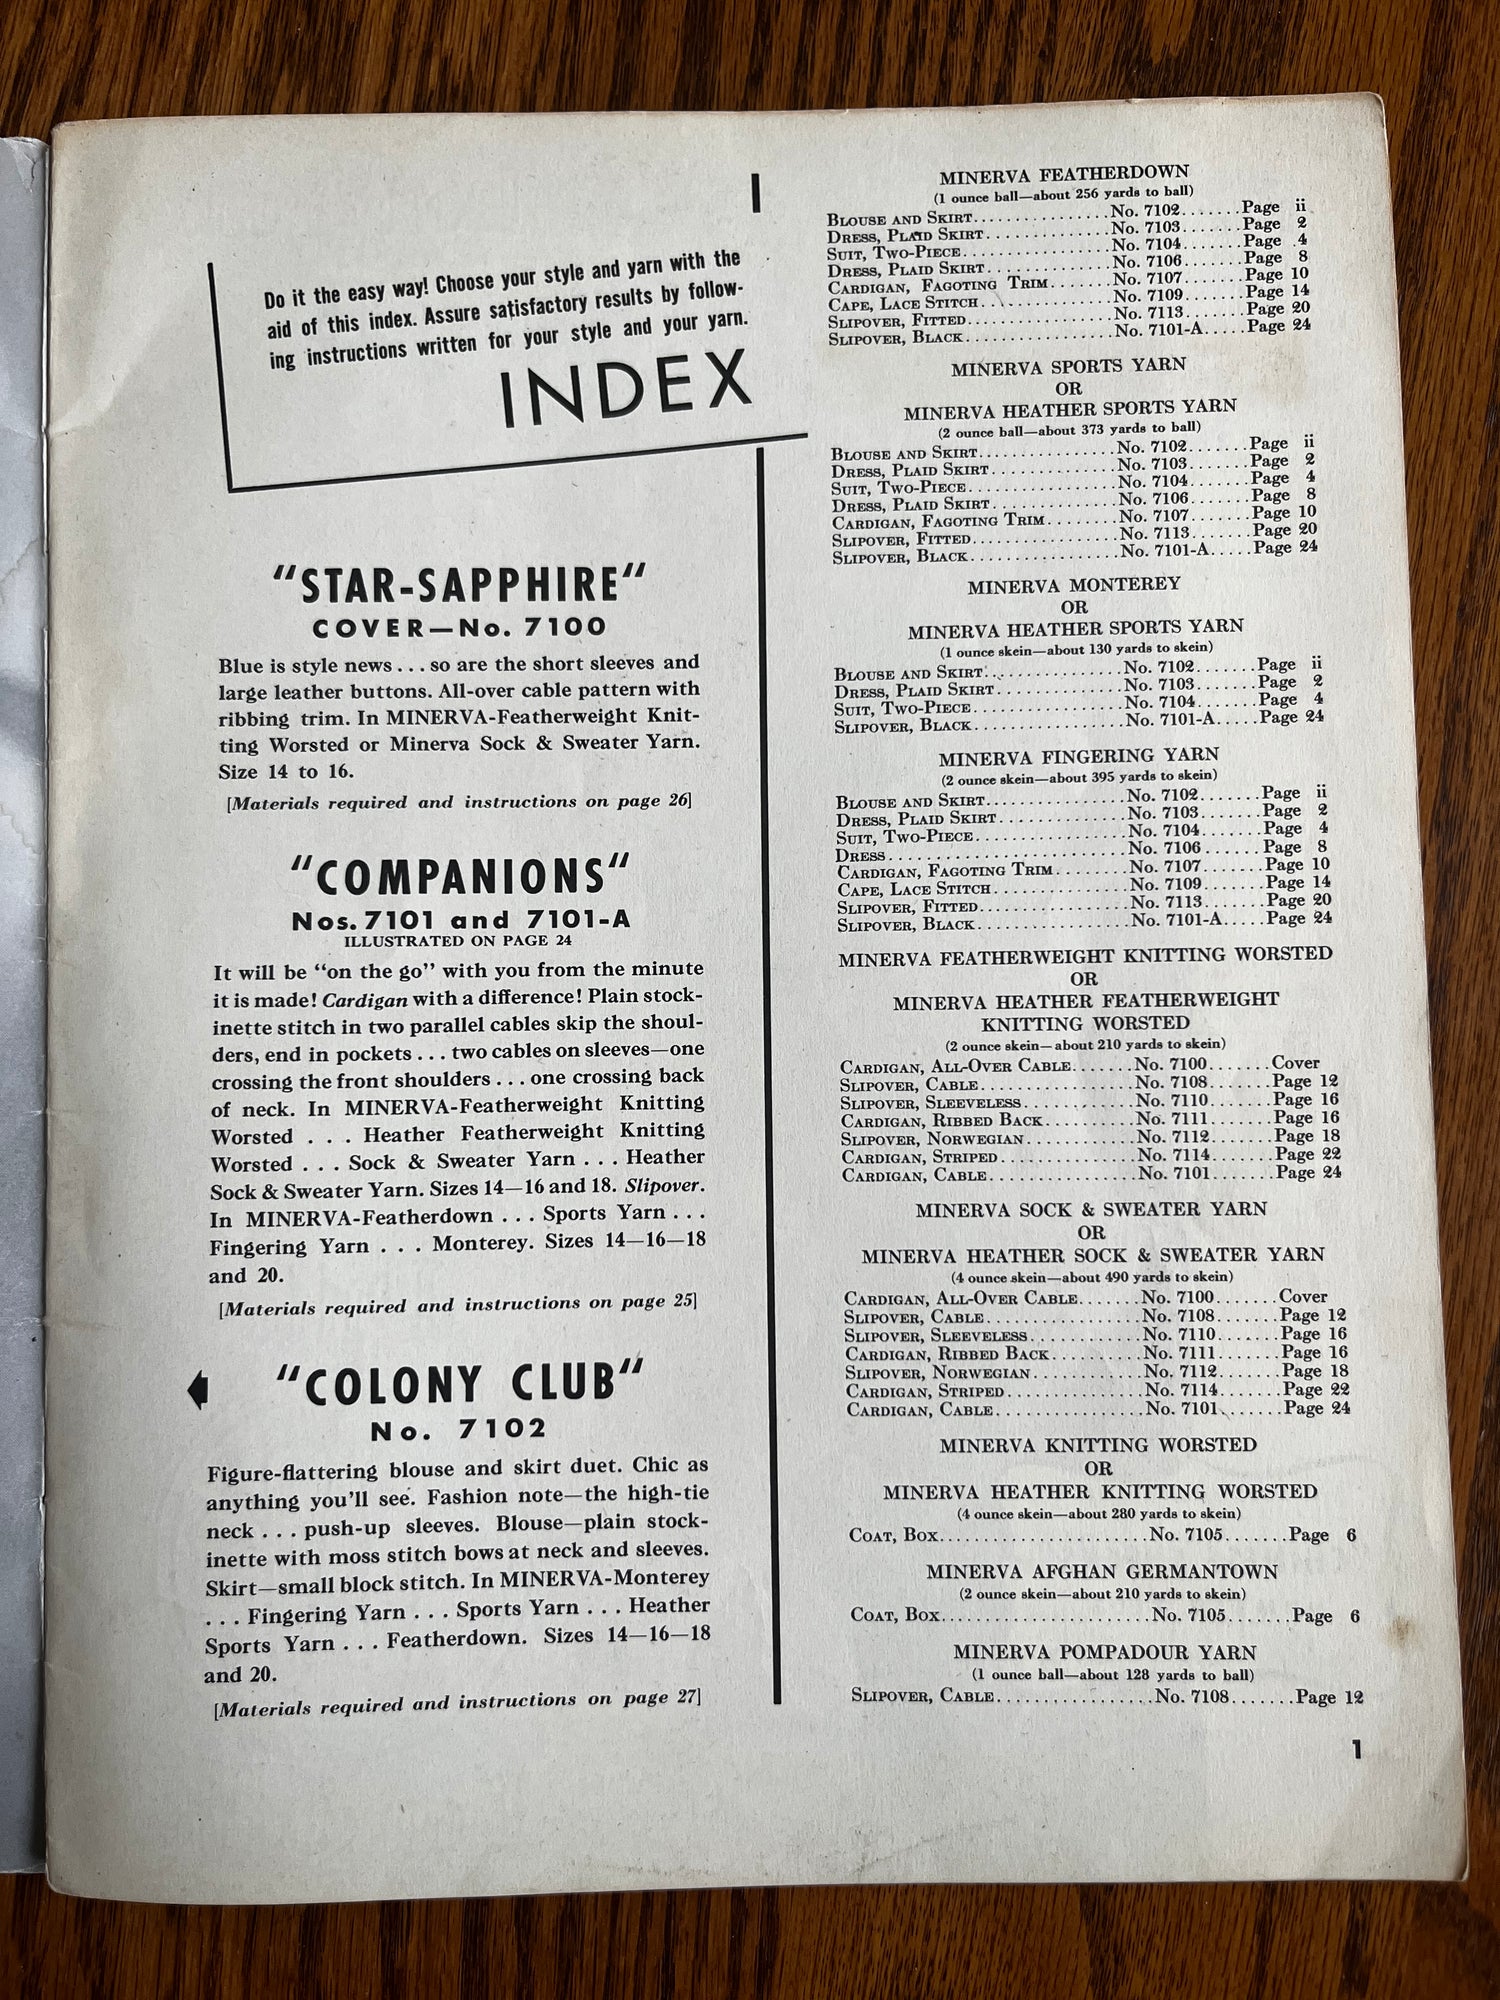 Do it the easy way! Choose your style and yarn with the
aid of this index. Assure satisfactory results by follow-
ing instructions written for your style and your yarn.
INDEX
"STAR-SAPPHIRE"
COVER—No. 7100
Blue is style news . . . so are the short sleeves and
large leather buttons. All-over cable pattern with
ribbing trim. In MINERVA-Featherweight Knit-
ting Worsted or Minerva Sock & Sweater Yarn.
Size 14 to 16.
[Materials required and instructions on page 26]
"COMPANIONS"
Nos. 7101 and 7101-A
ILLUSTRATED ON PAGE 24
It will be "on the go" with you from the minute
it is made! Cardigan with a difference! Plain stock-
inette stitch in two parallel cables skip the shoul-
ders, end in pockets . . . two cables on sleeves—one
crossing the front shoulders . . . one crossing back
of neck. In MINERVA-Featherweight Knitting
Worsted . . . Heather Featherweight Knitting
Worsted . . . Sock & Sweater Yarn . . . Heather
Sock & Sweater Yarn. Sizes 14—16 and 18. Slipover.
In MINERVA-Featherdown . . . Sports Yarn . . .
Fingering Yarn . . . Monterey. Sizes 14—16—18
and 20.
[Materials required and instructions on page 25]
"COLONY CLUB"
No. 7102
Figure-flattering blouse and skirt duet. Chic as
anything you'll see. Fashion note—the high-tie
neck . . . push-up sleeves. Blouse—plain stock-
inette with moss stitch bows at neck and sleeves.
Skirt—small block stitch. In MINERVA-Monterey
. . . Fingering Yarn . . . Sports Yarn . . . Heather
Sports Yarn . . . Featherdown. Sizes 14—16—18
and 20.
[Materials required and instructions on page 27]
MINERVA FEATHERDOWN
(1 ounce ball—about 256 yards to ball)
BLOUSE AND SKIRT................No. 7102.......Page ii
DRESS, PLAID SKIRT..............No. 7103.......Page 2
SUIT, TWO-PIECE.................No. 7104.......Page 4
DRESS, PLAID SKIRT..............No. 7106.......Page 8
CARDIGAN, FAGOTING TRIM.......No. 7107.......Page 10
CAPE, LACE STITCH...............No. 7109.......Page 14
SLIPOVER, FITTED................No. 7113.......Page 20
SLIPOVER, BLACK.................No. 7101-A.....Page 24
MINERVA SPORTS YARN
OR
MINERVA HEATHER SPORTS YARN
(2 ounce ball—about 373 yards to ball)
BLOUSE AND SKIRT................No. 7102.......Page ii
DRESS, PLAID SKIRT..............No. 7103.......Page 2
SUIT, TWO-PIECE.................No. 7104.......Page 4
DRESS, PLAID SKIRT..............No. 7106.......Page 8
CARDIGAN, FAGOTING TRIM........No. 7107.......Page 10
SLIPOVER, FITTED................No. 7113.......Page 20
SLIPOVER, BLACK.................No. 7101-A.....Page 24
MINERVA MONTEREY
OR
MINERVA HEATHER SPORTS YARN
(1 ounce skein—about 130 yards to skein)
BLOUSE AND SKIRT................No. 7102.......Page ii
DRESS, PLAID SKIRT..............No. 7103.......Page 2
SUIT, TWO-PIECE.................No. 7104.......Page 4
SLIPOVER, BLACK.................No. 7101-A.....Page 24
MINERVA FINGERING YARN
(2 ounce skein—about 395 yards to skein)
BLOUSE AND SKIRT................No. 7102.......Page ii
DRESS, PLAID SKIRT..............No. 7103.......Page 2
SUIT, TWO-PIECE.................No. 7104.......Page 4
DRESS...........................No. 7106.......Page 8
CARDIGAN, FAGOTING TRIM.........No. 7107.......Page 10
CAPE, LACE STITCH...............No. 7109.......Page 14
SLIPOVER, FITTED................No. 7113.......Page 20
SLIPOVER, BLACK.................No. 7101-A.....Page 24
MINERVA FEATHERWEIGHT KNITTING WORSTED
OR
MINERVA HEATHER FEATHERWEIGHT
KNITTING WORSTED
(2 ounce skein—about 210 yards to skein)
CARDIGAN, ALL-OVER CABLE.......No. 7100.......Cover
SLIPOVER, CABLE.................No. 7108.......Page 12
SLIPOVER, SLEEVELESS............No. 7110.......Page 16
CARDIGAN, RIBBED BACK..........No. 7111.......Page 16
SLIPOVER, NORWEGIAN............No. 7112.......Page 18
CARDIGAN, STRIPED...............No. 7114.......Page 22
CARDIGAN, CABLE.................No. 7101.......Page 24
MINERVA SOCK & SWEATER YARN
OR
MINERVA HEATHER SOCK & SWEATER YARN
(4 ounce skein—about 490 yards to skein)
CARDIGAN, ALL-OVER CABLE.......No. 7100.......Cover
SLIPOVER, CABLE.................No. 7108.......Page 12
SLIPOVER, SLEEVELESS............No. 7110.......Page 16
CARDIGAN, RIBBED BACK..........No. 7111.......Page 16
SLIPOVER, NORWEGIAN............No. 7112.......Page 18
CARDIGAN, STRIPED...............No. 7114.......Page 22
CARDIGAN, CABLE.................No. 7101.......Page 24
MINERVA KNITTING WORSTED
OR
MINERVA HEATHER KNITTING WORSTED
(4 ounce skein—about 280 yards to skein)
COAT, BOX.......................No. 7105.......Page 6
MINERVA AFGHAN GERMANTOWN
(2 ounce skein—about 210 yards to skein)
COAT, BOX.......................No. 7105.......Page 6
MINERVA POMPADOUR YARN
(1 ounce ball—about 128 yards to ball)
SLIPOVER, CABLE.................No. 7108.......Page 12
1